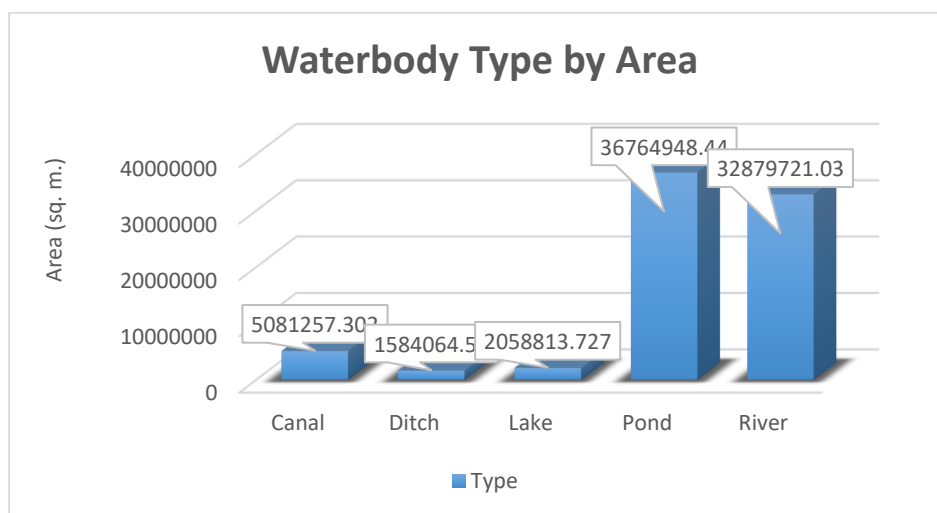 Waterbody Type by Area
Area (sq. m.)
40000000
30000000
20000000
10000000
0
5081257.302
1584064.5
2058813.727
36764948.44
32879721.03
Canal
Ditch
Lake
Pond
River
Type